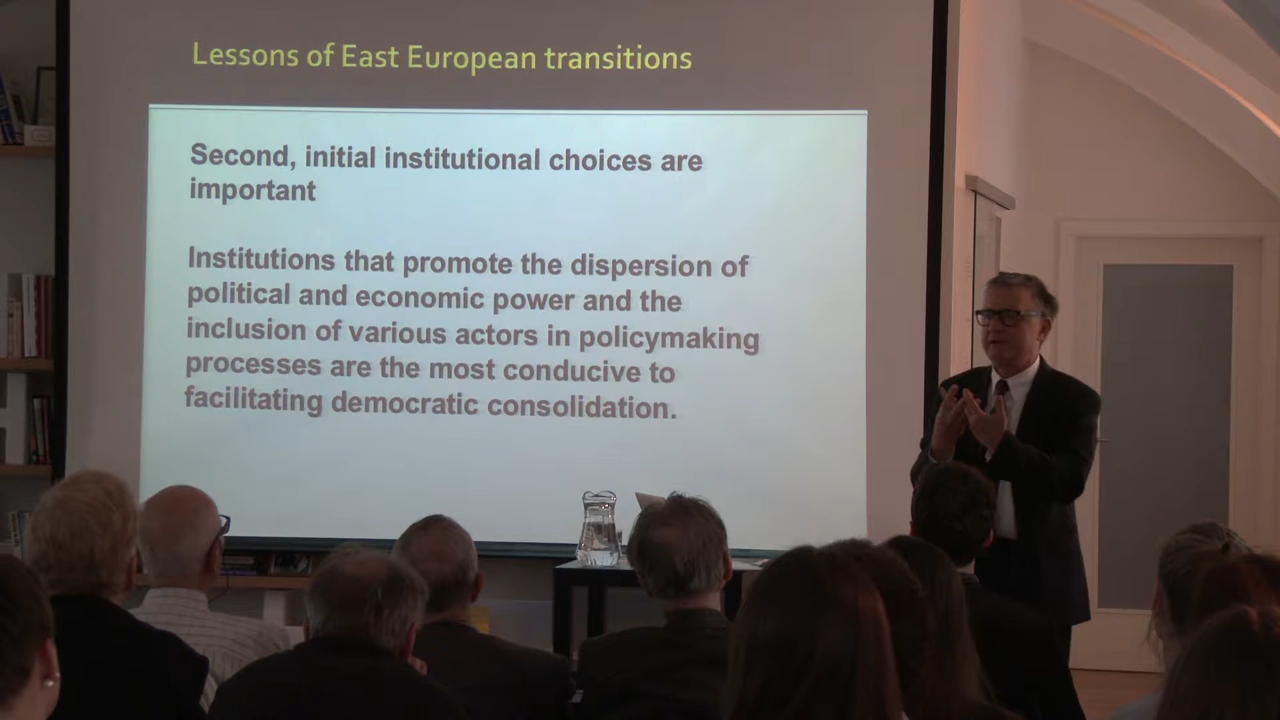 Lessons of East European transitions
Second, initial institutional choices are
important
Institutions that promote the dispersion of
political and economic power and the
inclusion of various actors in policymaking
processes are the most conducive to
facilitating democratic consolidation.